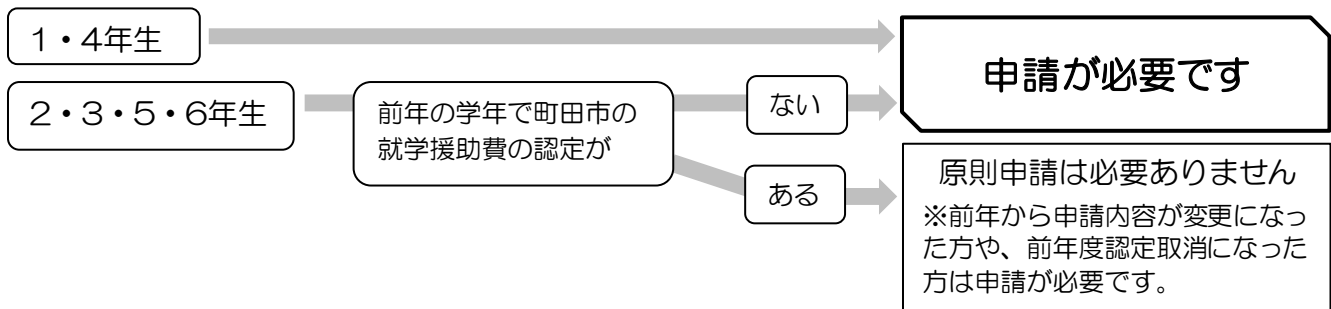 1・4年生
申請が必要です
2・3・5・6年生
前年の学年で町田市の
就学援助費の認定が
ない
ある
原則申請は必要ありません
※前年から申請内容が変更になっ
た方や、前年度認定取消になった
方は申請が必要です。